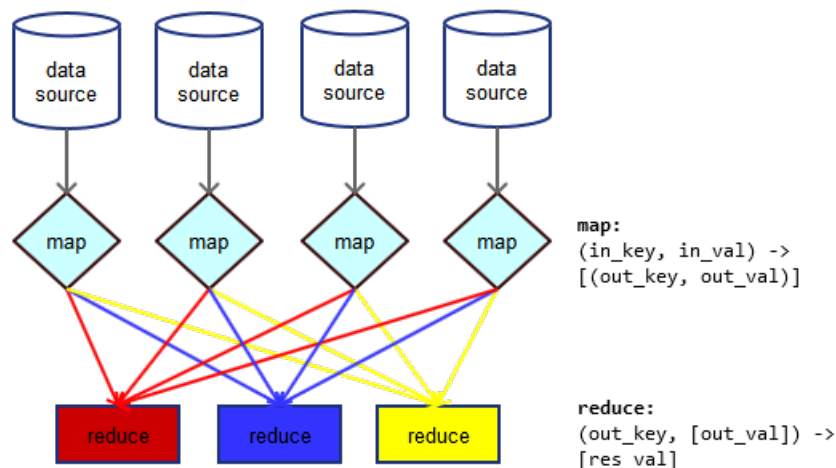 data
source
data
source
data
source
data
source
map
map
map
map
map:
(in_key, in_val) ->
[(out_key, out_val)]
reduce
reduce
reduce
reduce:
(out_key, [out_val]) ->
[res_val]